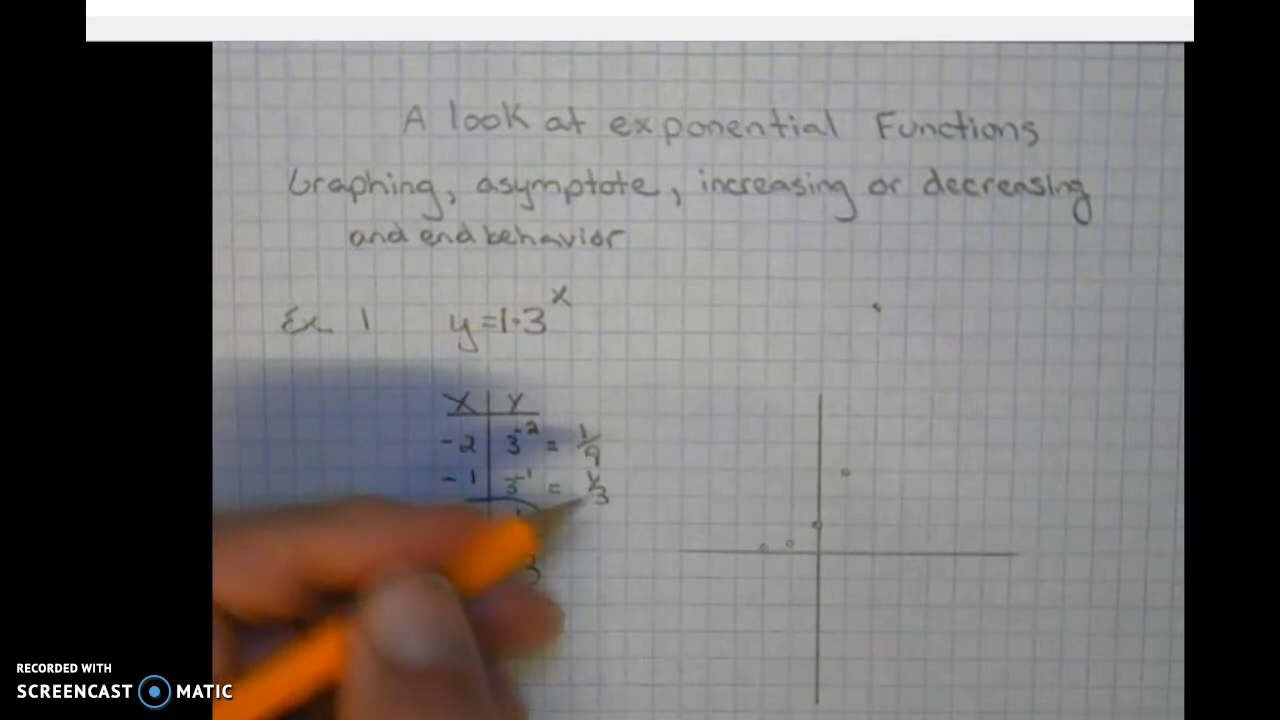 A look at exponential Functions
Graphing, asymptote, increasing or decreasing
and end behavior
Ex. 1 y=1·3^x
X Y
-2 3^-2 = 1/9
-1 3^-1 = 1/3
3
RECORDED WITH
SCREENCAST MATIC